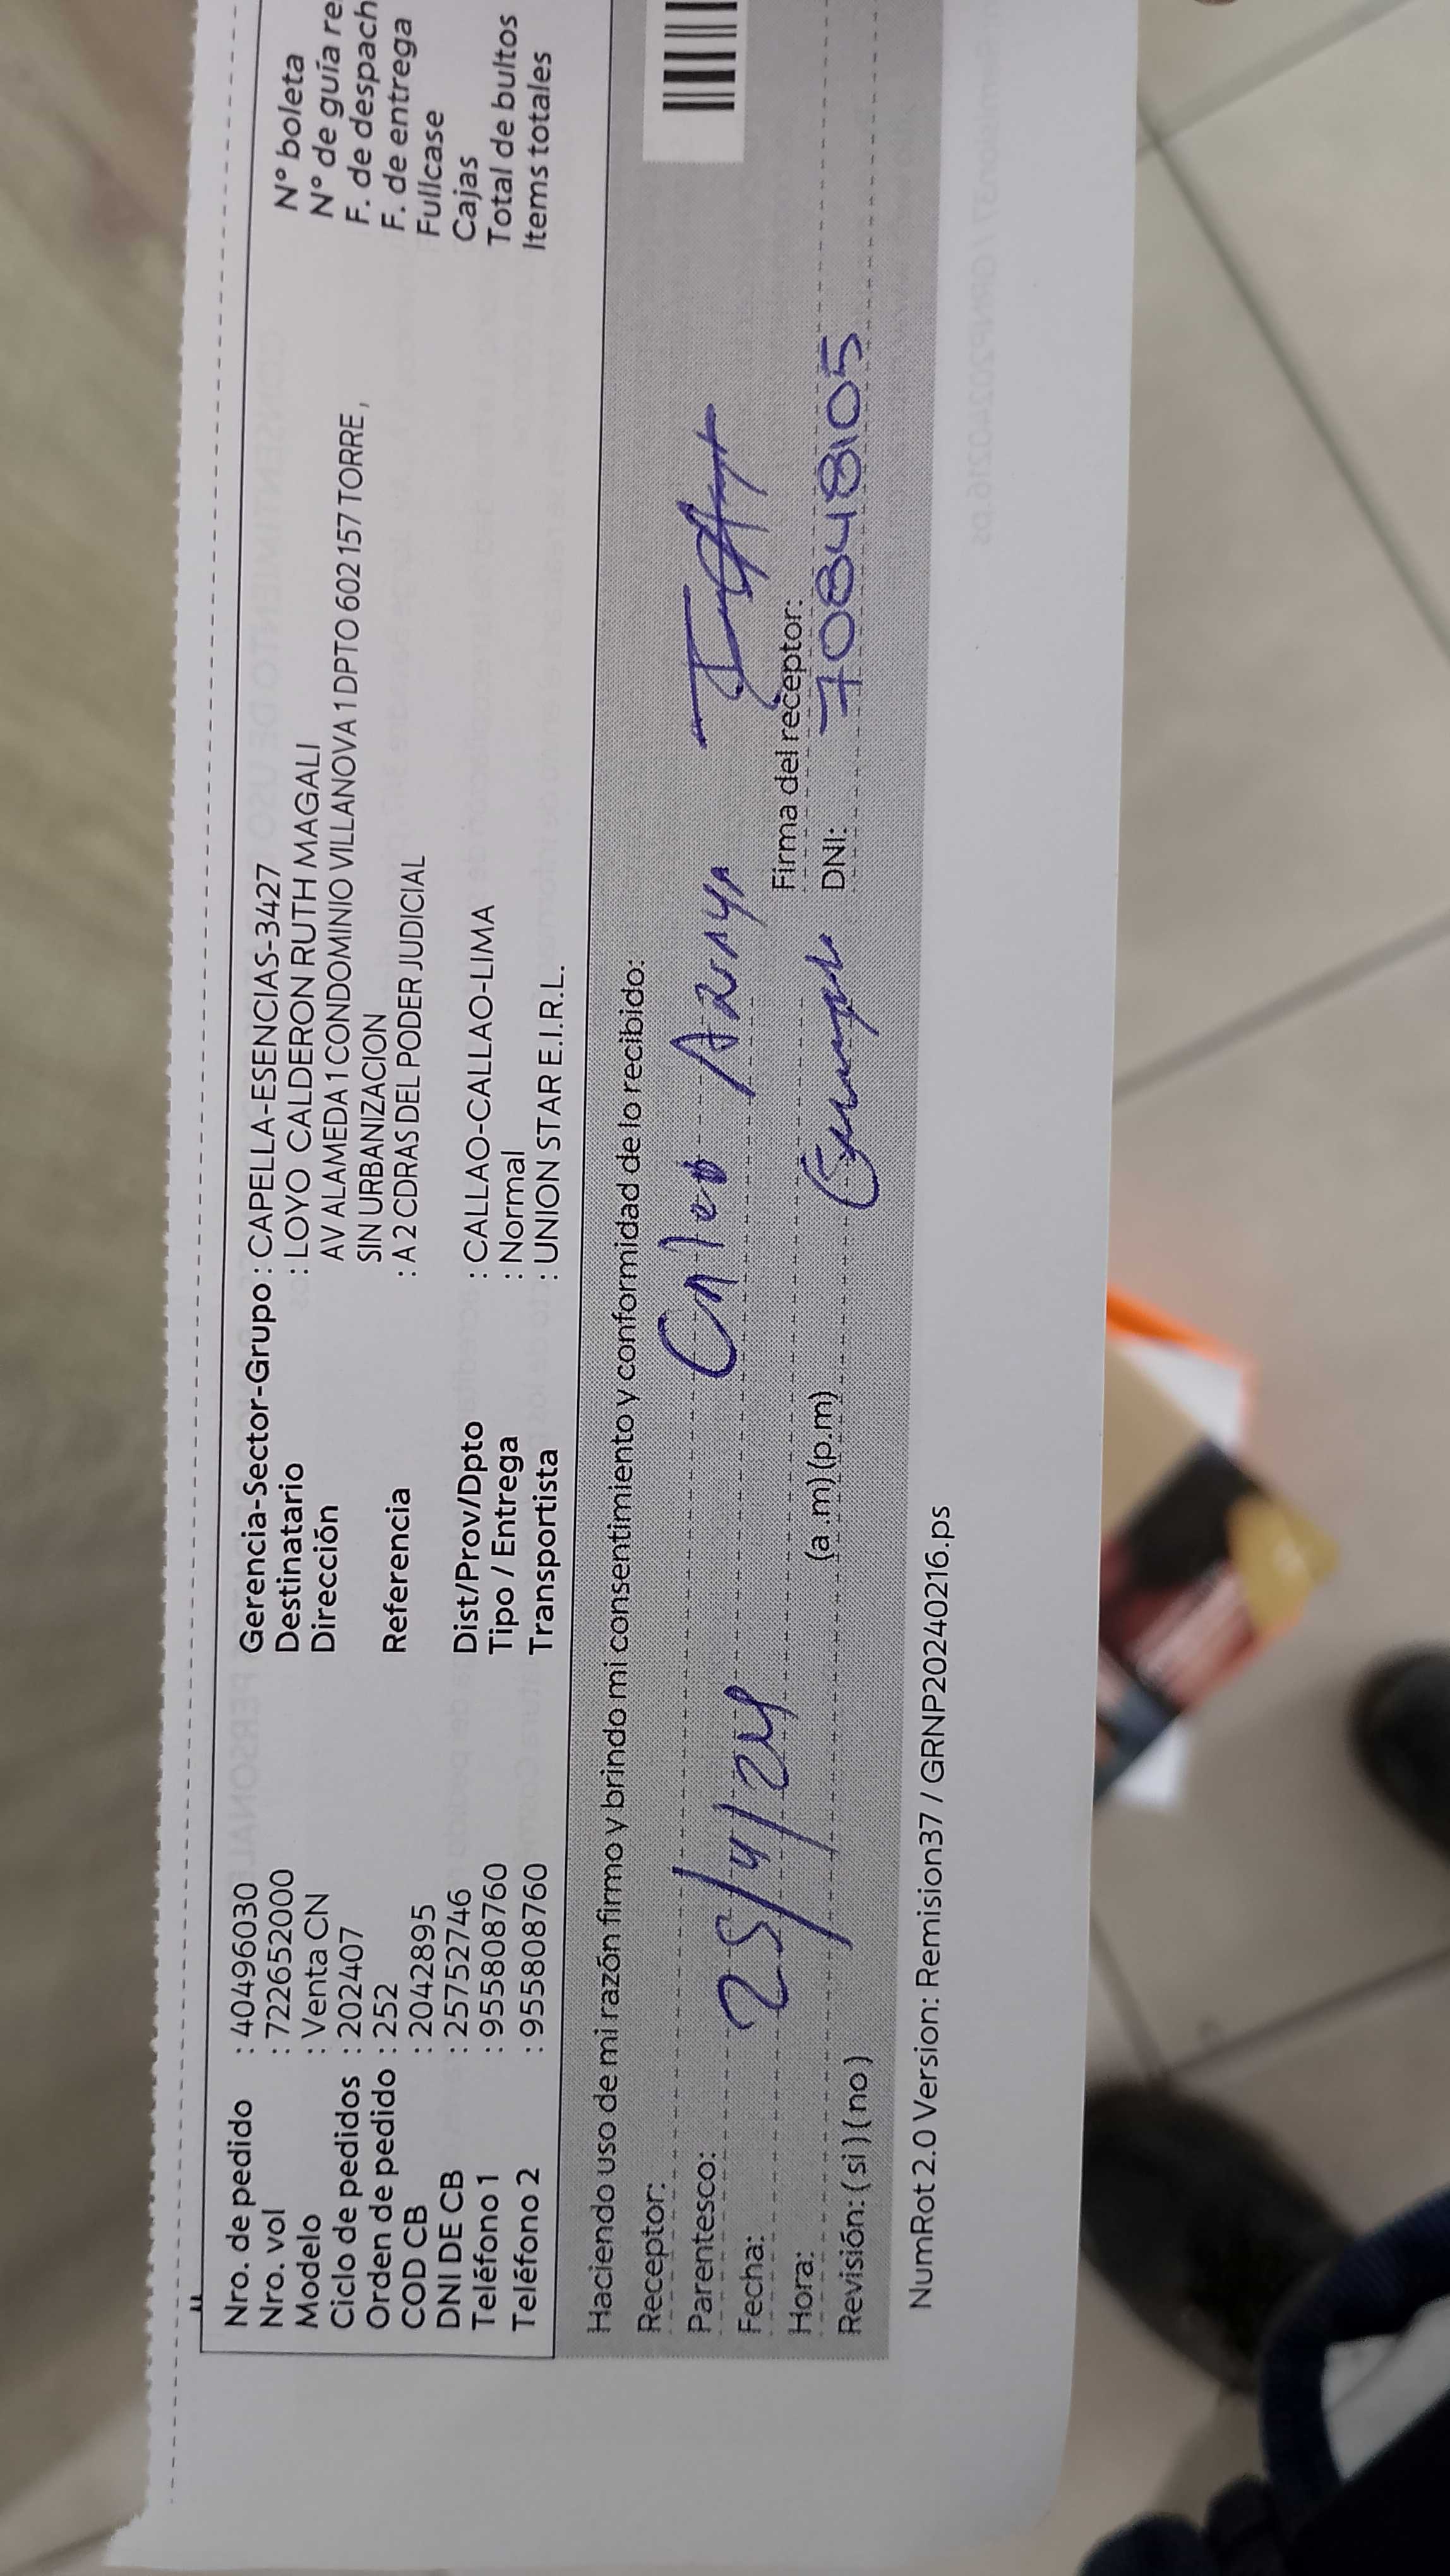 Nro. de pedido : 40496030
Nro. vol : 722652000
Modelo : Venta CN
Ciclo de pedidos : 202407
Orden de pedido : 252
COD CB : 2042895
DNI DE CB : 25752746
Teléfono 1 : 955808760
Teléfono 2 : 955808760
Gerencia-Sector-Grupo : CAPELLA-ESENCIAS-3427
Destinatario : LOYO CALDERON RUTH MAGALI
Dirección AV ALAMEDA 1 CONDOMINIO VILLANOVA 1 DPTO 602 157 TORRE ,
SIN URBANIZACION
Referencia : A 2 CDRAS DEL PODER JUDICIAL
Dist/Prov/Dpto : CALLAO-CALLAO-LIMA
Tipo / Entrega : Normal
Transportista : UNION STAR E.I.R.L.
N° boleta
N° de guía re
F. de despach
F. de entrega
Fullcase
Cajas
Total de bultos
Items totales
Haciendo uso de mi razón firmo y brindo mi consentimiento y conformidad de lo recibido:
Receptor:
Parentesco:
Fecha: 25/4/24
Firma del receptor:
Hora: (a.m)(p.m)
DNI: 70848105
Revisión: ( si ) ( no )
NumRot 2.0 Version: Remision37 / GRNP20240216.ps